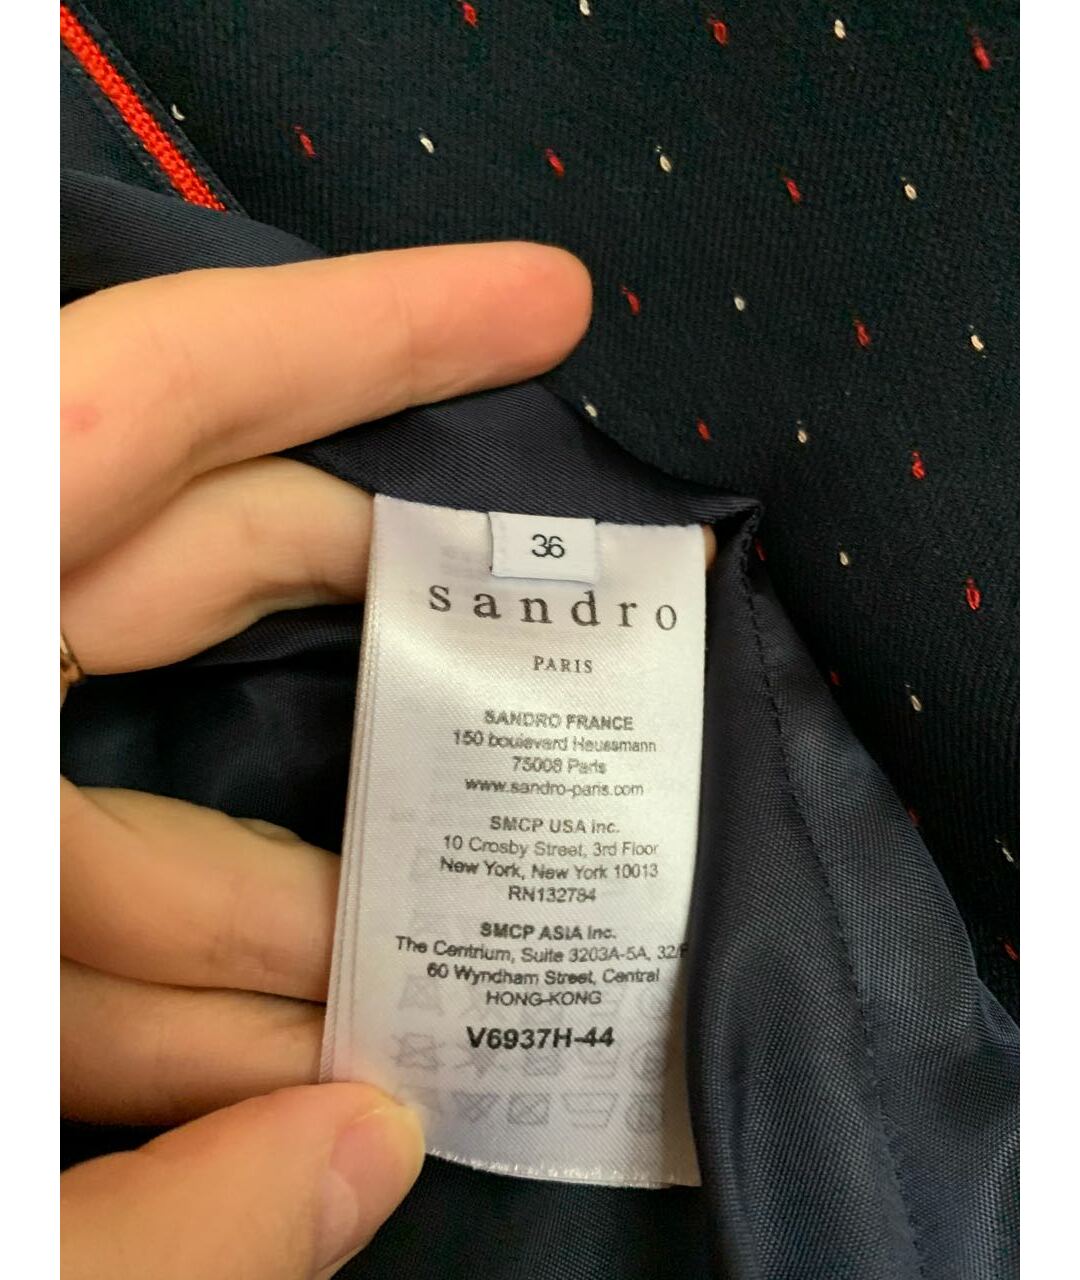 36
sandro
PARIS
SANDRO FRANCE
150 boulevard Haussmann
75008 Paris
www.sandro-paris.com
SMCP USA Inc.
10 Crosby Street, 3rd Floor
New York, New York 10013
RN132784
SMCP ASIA Inc.
The Centrium, Suite 3203A-5A, 32/F
60 Wyndham Street, Central
HONG-KONG
V6937H-44